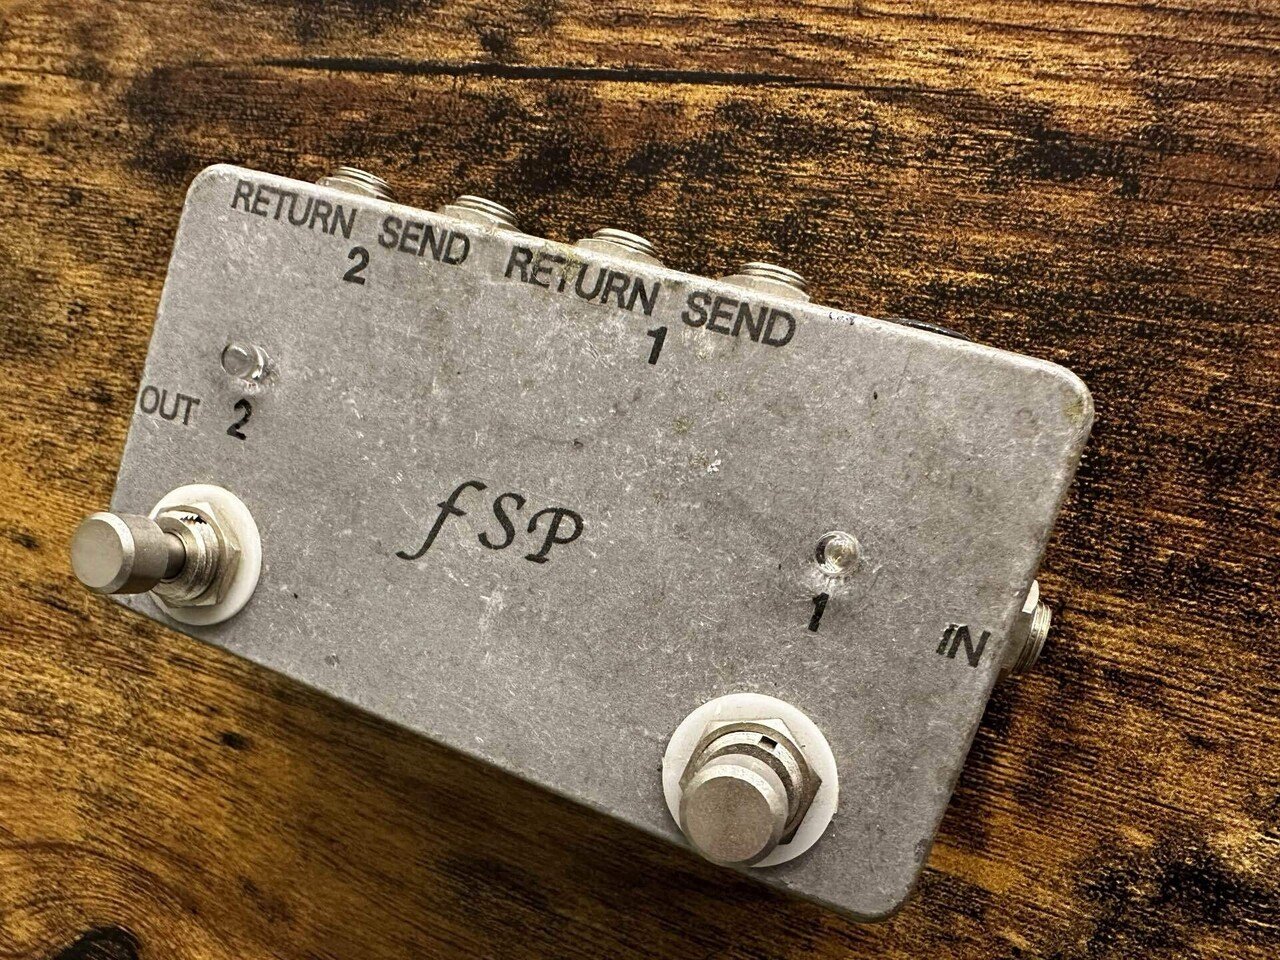 RETURN SEND RETURN SEND
2 1
OUT 2
fSP
1
IN